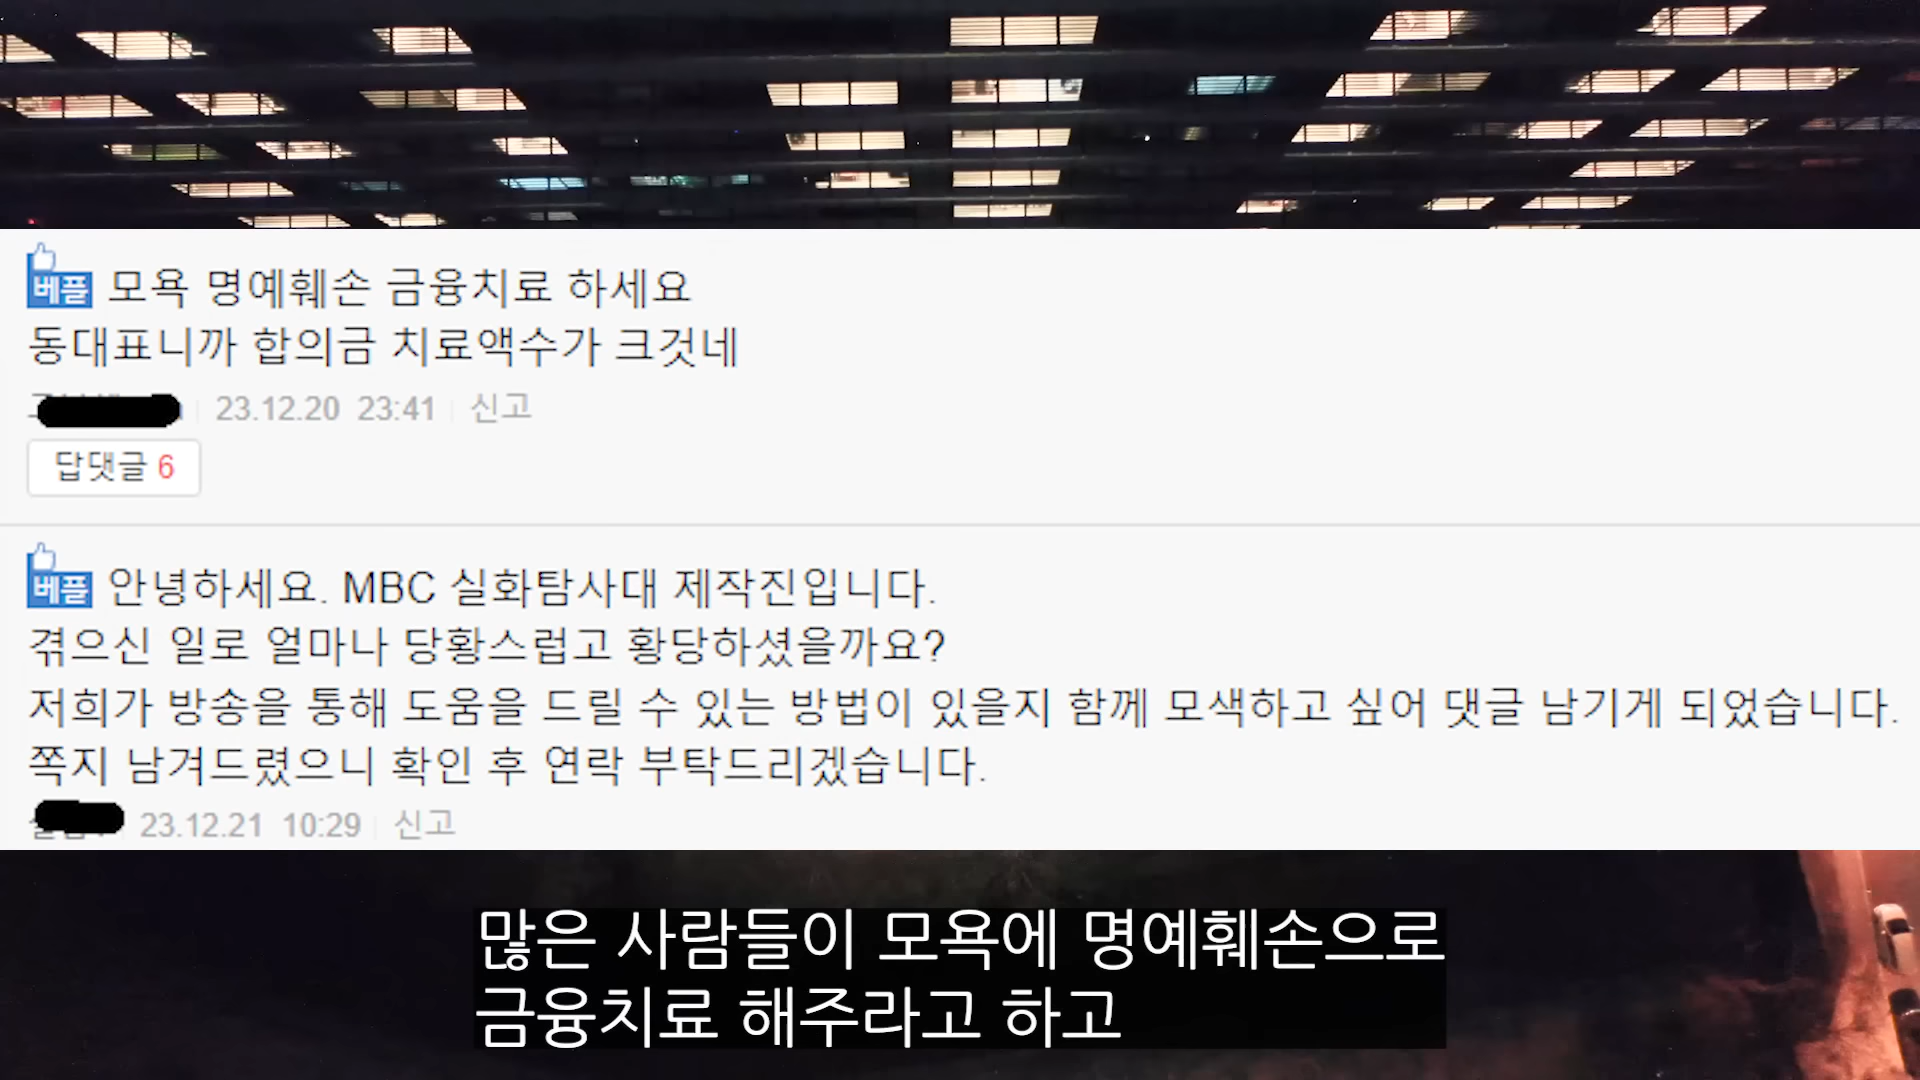 베플 모욕 명예훼손 금융치료 하세요
동대표니까 합의금 치료액수가 크것네
23.12.20 23:41 신고
답댓글 6
베플 안녕하세요. MBC 실화탐사대 제작진입니다.
겪으신 일로 얼마나 당황스럽고 황당하셨을까요?
저희가 방송을 통해 도움을 드릴 수 있는 방법이 있을지 함께 모색하고 싶어 댓글 남기게 되었습니다.
쪽지 남겨드렸으니 확인 후 연락 부탁드리겠습니다.
23.12.21 10:29 신고
많은 사람들이 모욕에 명예훼손으로
금융치료 해주라고 하고